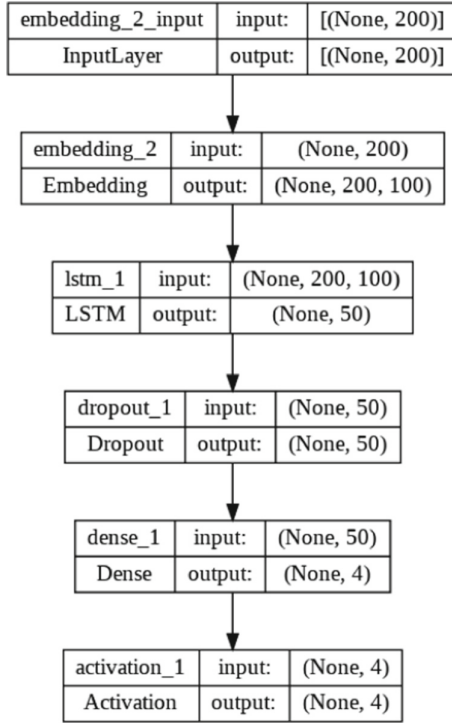 embedding_2_input input: [(None, 200)]
InputLayer output: [(None, 200)]
embedding_2 input: (None, 200)
Embedding output: (None, 200, 100)
lstm_1 input: (None, 200, 100)
LSTM output: (None, 50)
dropout_1 input: (None, 50)
Dropout output: (None, 50)
dense_1 input: (None, 50)
Dense output: (None, 4)
activation_1 input: (None, 4)
Activation output: (None, 4)